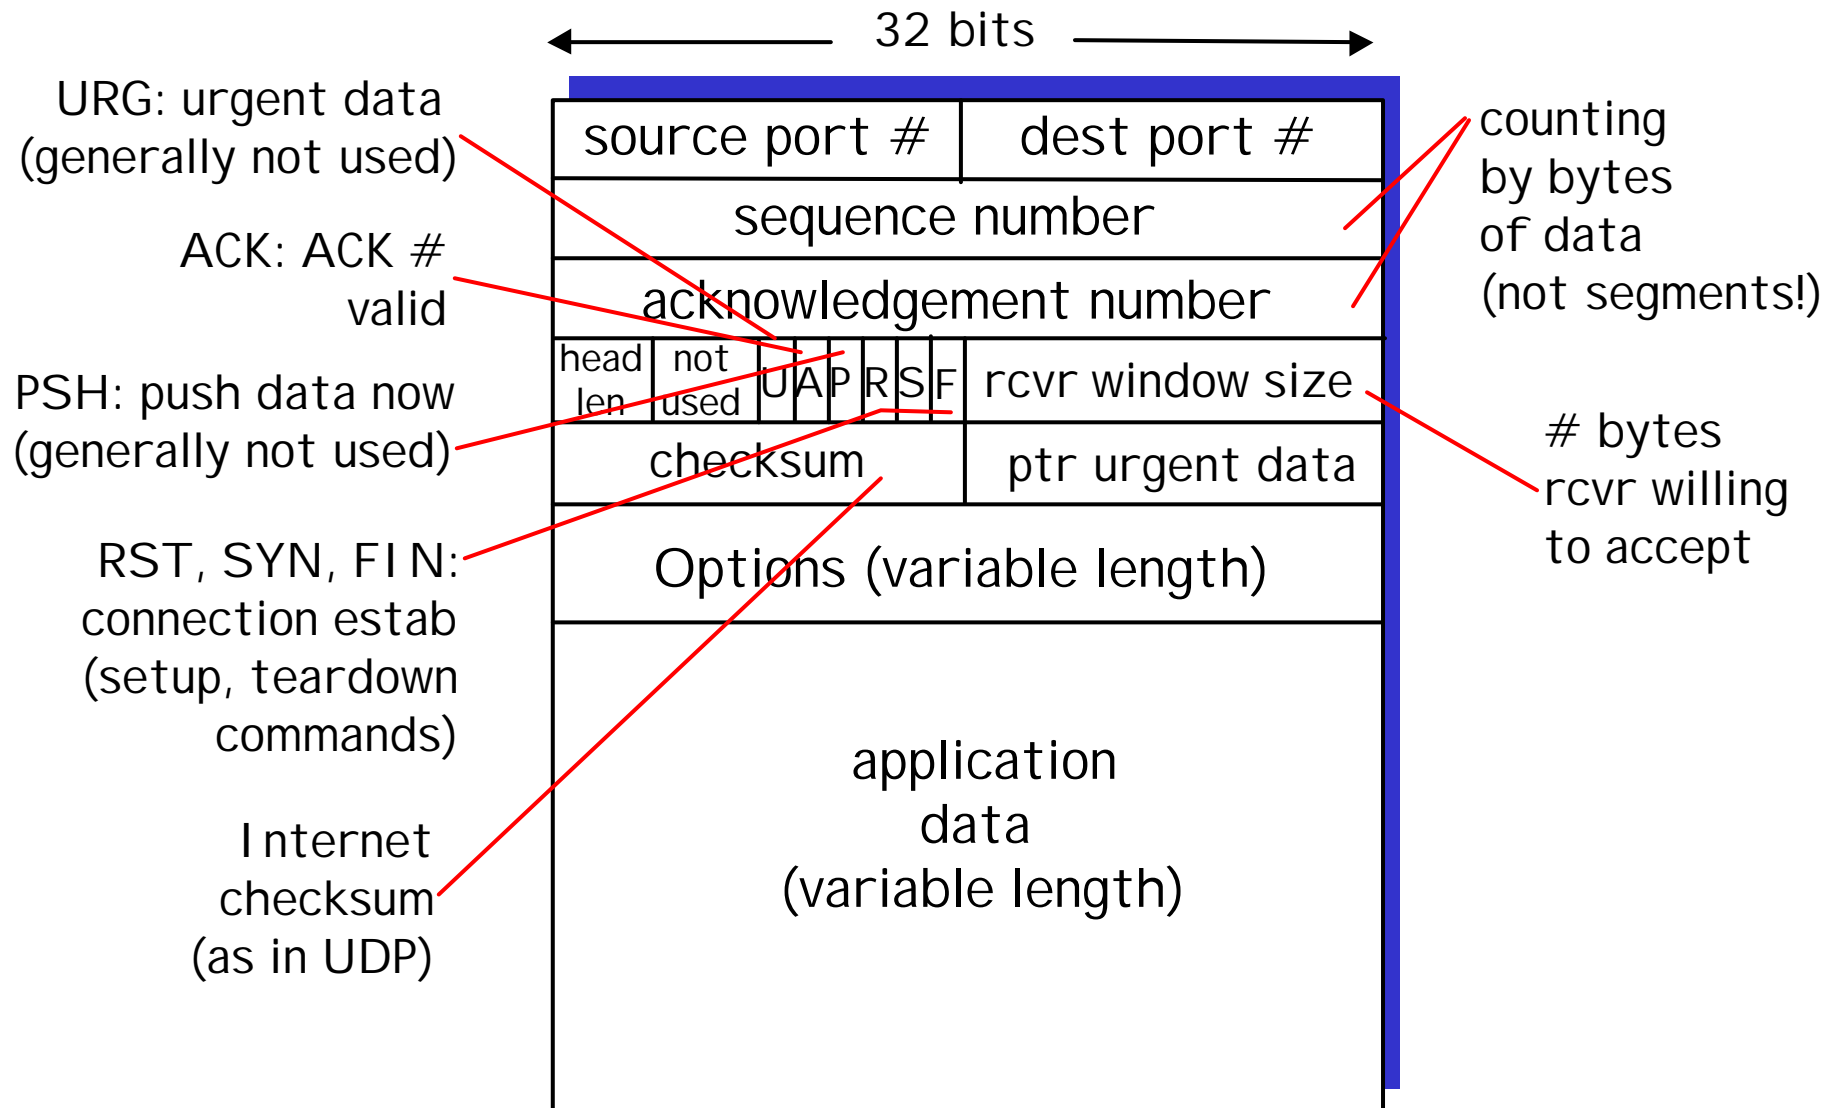 32 bits
URG: urgent data
(generally not used)
ACK: ACK #
valid
PSH: push data now
(generally not used)
RST, SYN, FIN:
connection estab
(setup, teardown
commands)
Internet
checksum
(as in UDP)
source port #
dest port #
sequence number
acknowledgement number
head
len
not
used
U
A
P
R
S
F
rcvr window size
checksum
ptr urgent data
Options (variable length)
application
data
(variable length)
counting
by bytes
of data
(not segments!)
# bytes
rcvr willing
to accept